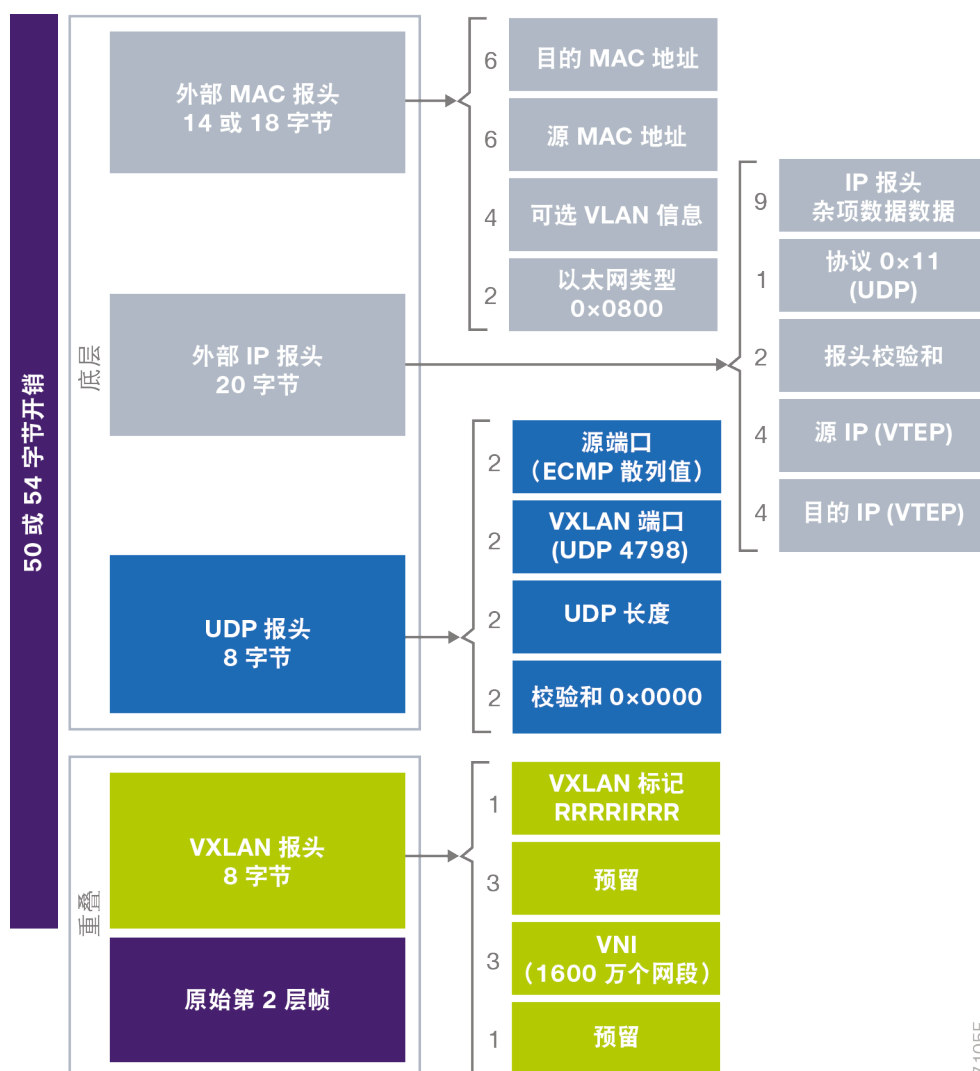 50 或 54 字节开销
底层
外部 MAC 报头
14 或 18 字节
6
目的 MAC 地址
6
源 MAC 地址
4
可选 VLAN 信息
2
以太网类型
0×0800
外部 IP 报头
20 字节
9
IP 报头
杂项数据数据
1
协议 0×11
(UDP)
2
报头校验和
4
源 IP (VTEP)
4
目的 IP (VTEP)
UDP 报头
8 字节
2
源端口
（ECMP 散列值）
2
VXLAN 端口
(UDP 4798)
2
UDP 长度
2
校验和 0×0000
重叠
VXLAN 报头
8 字节
1
VXLAN 标记
RRRRIRRR
3
预留
3
VNI
（1600 万个网段）
1
预留
原始第 2 层帧